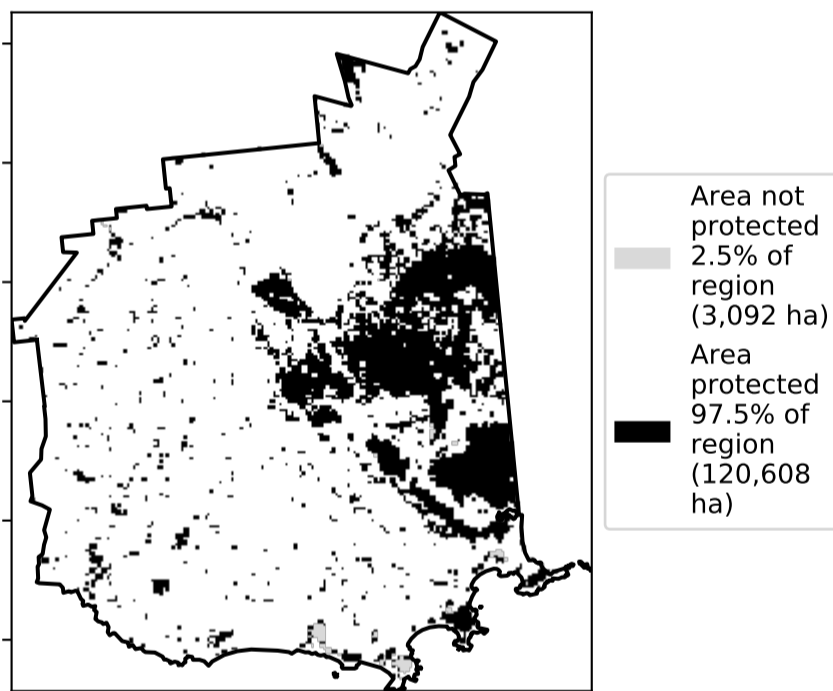 Area not
protected
2.5% of
region
(3,092 ha)
Area
protected
97.5% of
region
(120,608
ha)